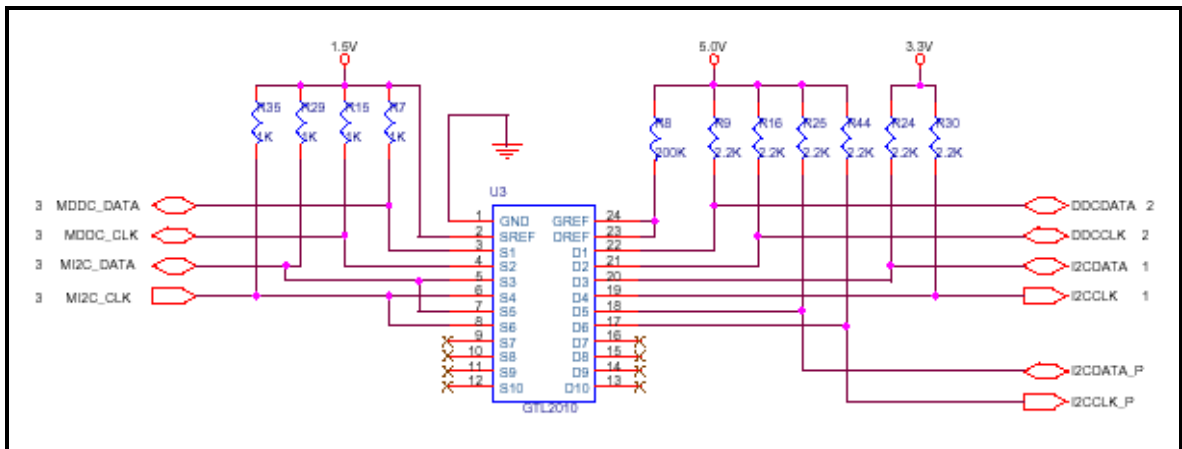 1.5V 5.0V 3.3V
R35 R29 R15 R7
1K 1K 1K 1K
R8 R9 R16 R25 R44 R24 R30
200K 2.2K 2.2K 2.2K 2.2K 2.2K 2.2K
U3
3 MDDC_DATA
3 MDDC_CLK
3 MI2C_DATA
3 MI2C_CLK
1 GND GREF 24
2 SREF DREF 23
3 S1 D1 22
4 S2 D2 21
5 S3 D3 20
6 S4 D4 19
7 S5 D5 18
8 S6 D6 17
9 S7 D7 16
10 S8 D8 15
11 S9 D9 14
12 S10 D10 13
GTL2010
DDCDATA 2
DDCCLK 2
I2CDATA 1
I2CCLK 1
I2CDATA_P
I2CCLK_P